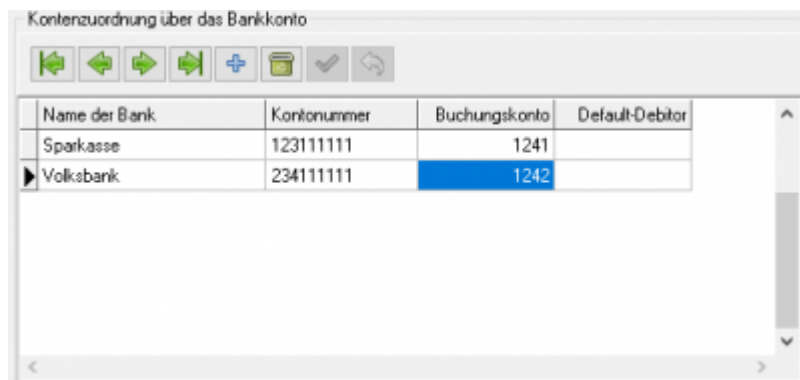 Kontenzuordnung über das Bankkonto
Name der Bank Kontonummer Buchungskonto Default-Debitor
Sparkasse 123111111 1241
Volksbank 234111111 1242